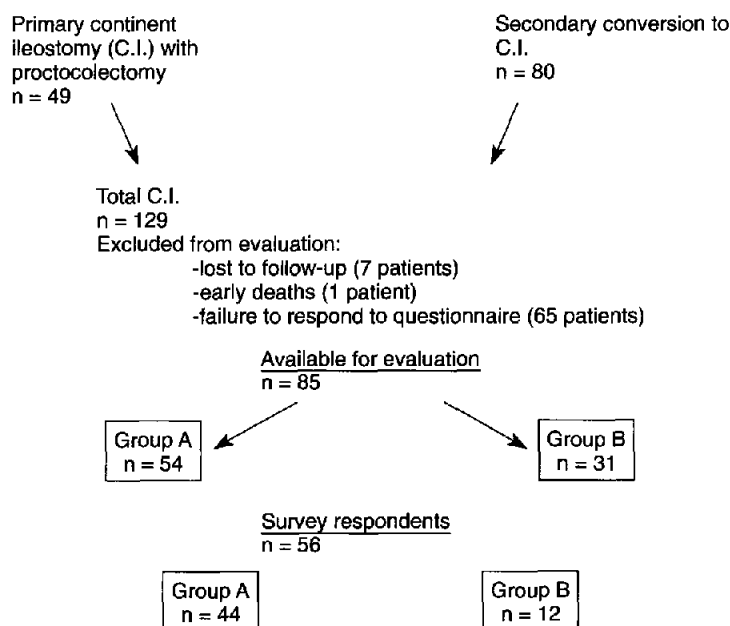 Primary continent
ileostomy (C.I.) with
proctocolectomy
n = 49
Secondary conversion to
C.I.
n = 80
Total C.I.
n = 129
Excluded from evaluation:
-lost to follow-up (7 patients)
-early deaths (1 patient)
-failure to respond to questionnaire (65 patients)
Available for evaluation
n = 85
Group A
n = 54
Group B
n = 31
Survey respondents
n = 56
Group A
n = 44
Group B
n = 12